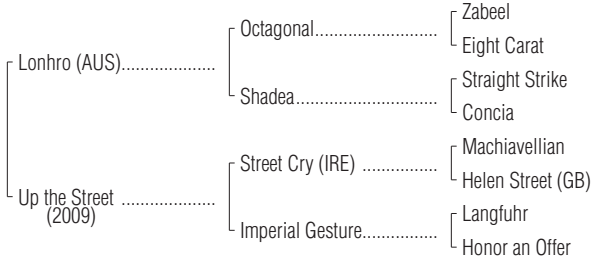 Zabeel
Octagonal
Eight Carat
Lonhro (AUS)
Straight Strike
Shadea
Concia
Machiavellian
Street Cry (IRE)
Helen Street (GB)
Up the Street
(2009)
Langfuhr
Imperial Gesture
Honor an Offer